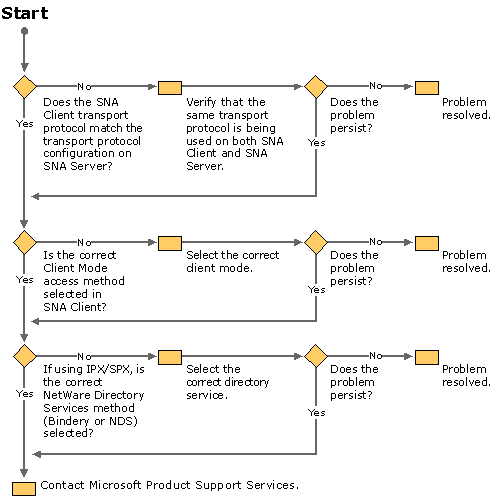 Start
No
No
Does the SNA
Client transport
protocol match the
transport protocol
configuration on
SNA Server?
Verify that the
same transport
protocol is being
used on both SNA
Client and SNA
Server.
Does the
problem
persist?
Problem
resolved.
Yes
Yes
No
No
Is the correct
Client Mode
access method
selected in
SNA Client?
Select the correct
client mode.
Does the
problem
persist?
Problem
resolved.
Yes
Yes
No
No
If using IPX/SPX, is
the correct
NetWare Directory
Services method
(Bindery or NDS)
selected?
Select the
correct directory
service.
Does the
problem
persist?
Problem
resolved.
Yes
Yes
Contact Microsoft Product Support Services.